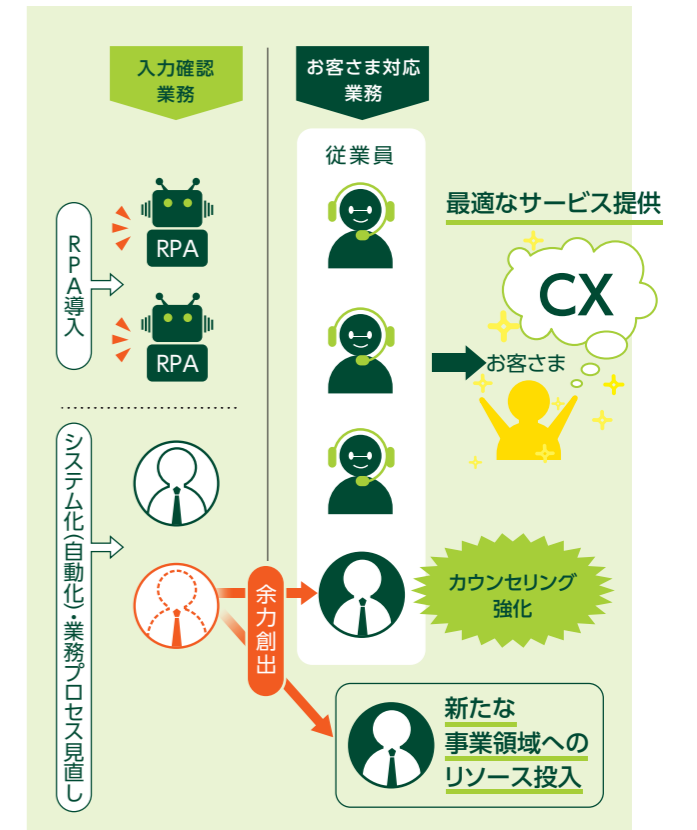 入力確認
業務
お客さま対応
業務
従業員
RPA導入
RPA
RPA
最適なサービス提供
CX
お客さま
システム化(自動化)・業務プロセス見直し
余力創出
カウンセリング
強化
新たな
事業領域への
リソース投入